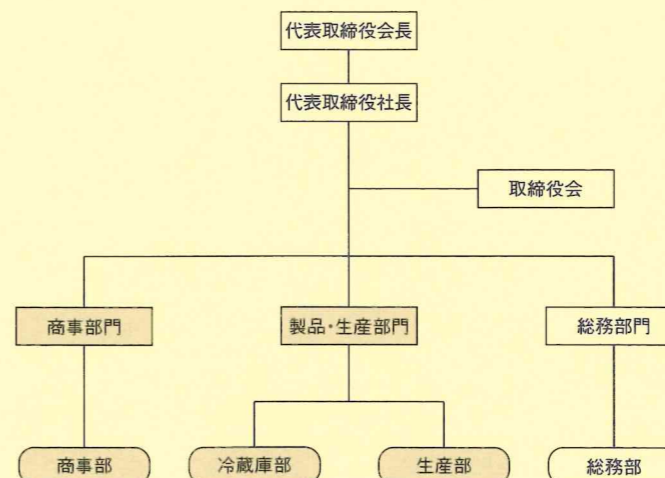 代表取締役会長
代表取締役社長
取締役会
商事部門
製品・生産部門
総務部門
商事部
冷蔵庫部
生産部
総務部